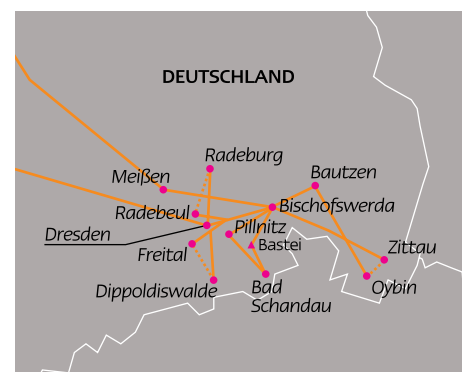 DEUTSCHLAND
Radeburg
Meißen
Bautzen
Radebeul
Bischofswerda
Dresden
Pillnitz
Bastei
Freital
Zittau
Dippoldiswalde
Bad
Schandau
Oybin